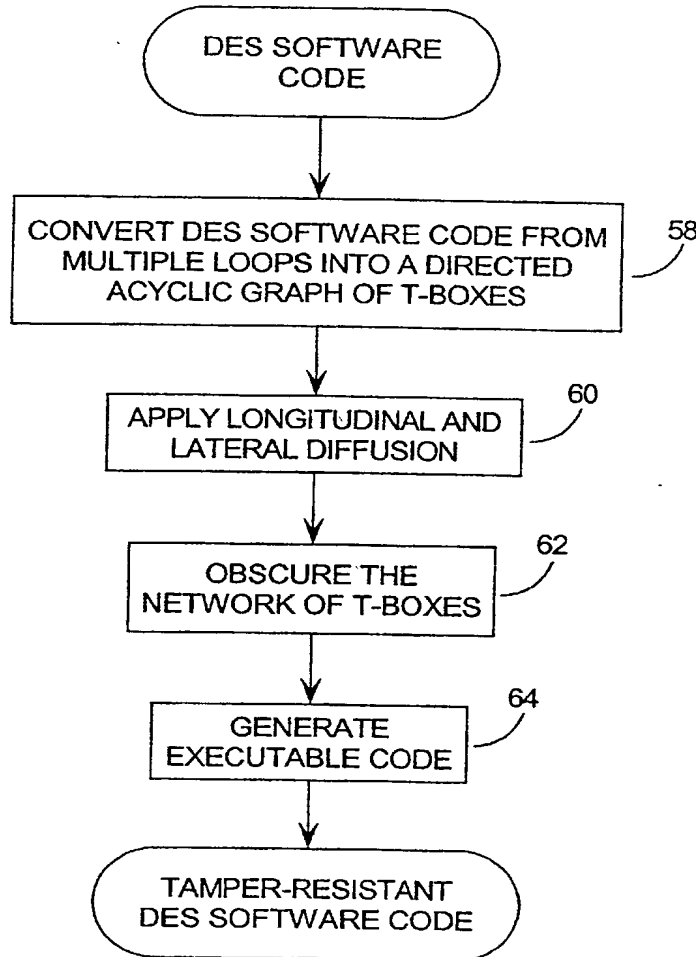 DES SOFTWARE
CODE
CONVERT DES SOFTWARE CODE FROM
MULTIPLE LOOPS INTO A DIRECTED
ACYCLIC GRAPH OF T-BOXES
58
APPLY LONGITUDINAL AND
LATERAL DIFFUSION
60
OBSCURE THE
NETWORK OF T-BOXES
62
GENERATE
EXECUTABLE CODE
64
TAMPER-RESISTANT
DES SOFTWARE CODE